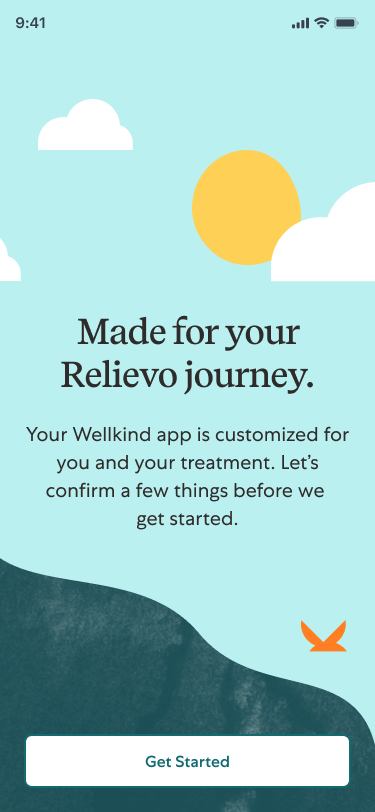 9:41
Made for your
Relievo journey.
Your Wellkind app is customized for
you and your treatment. Let’s
confirm a few things before we
get started.
Get Started